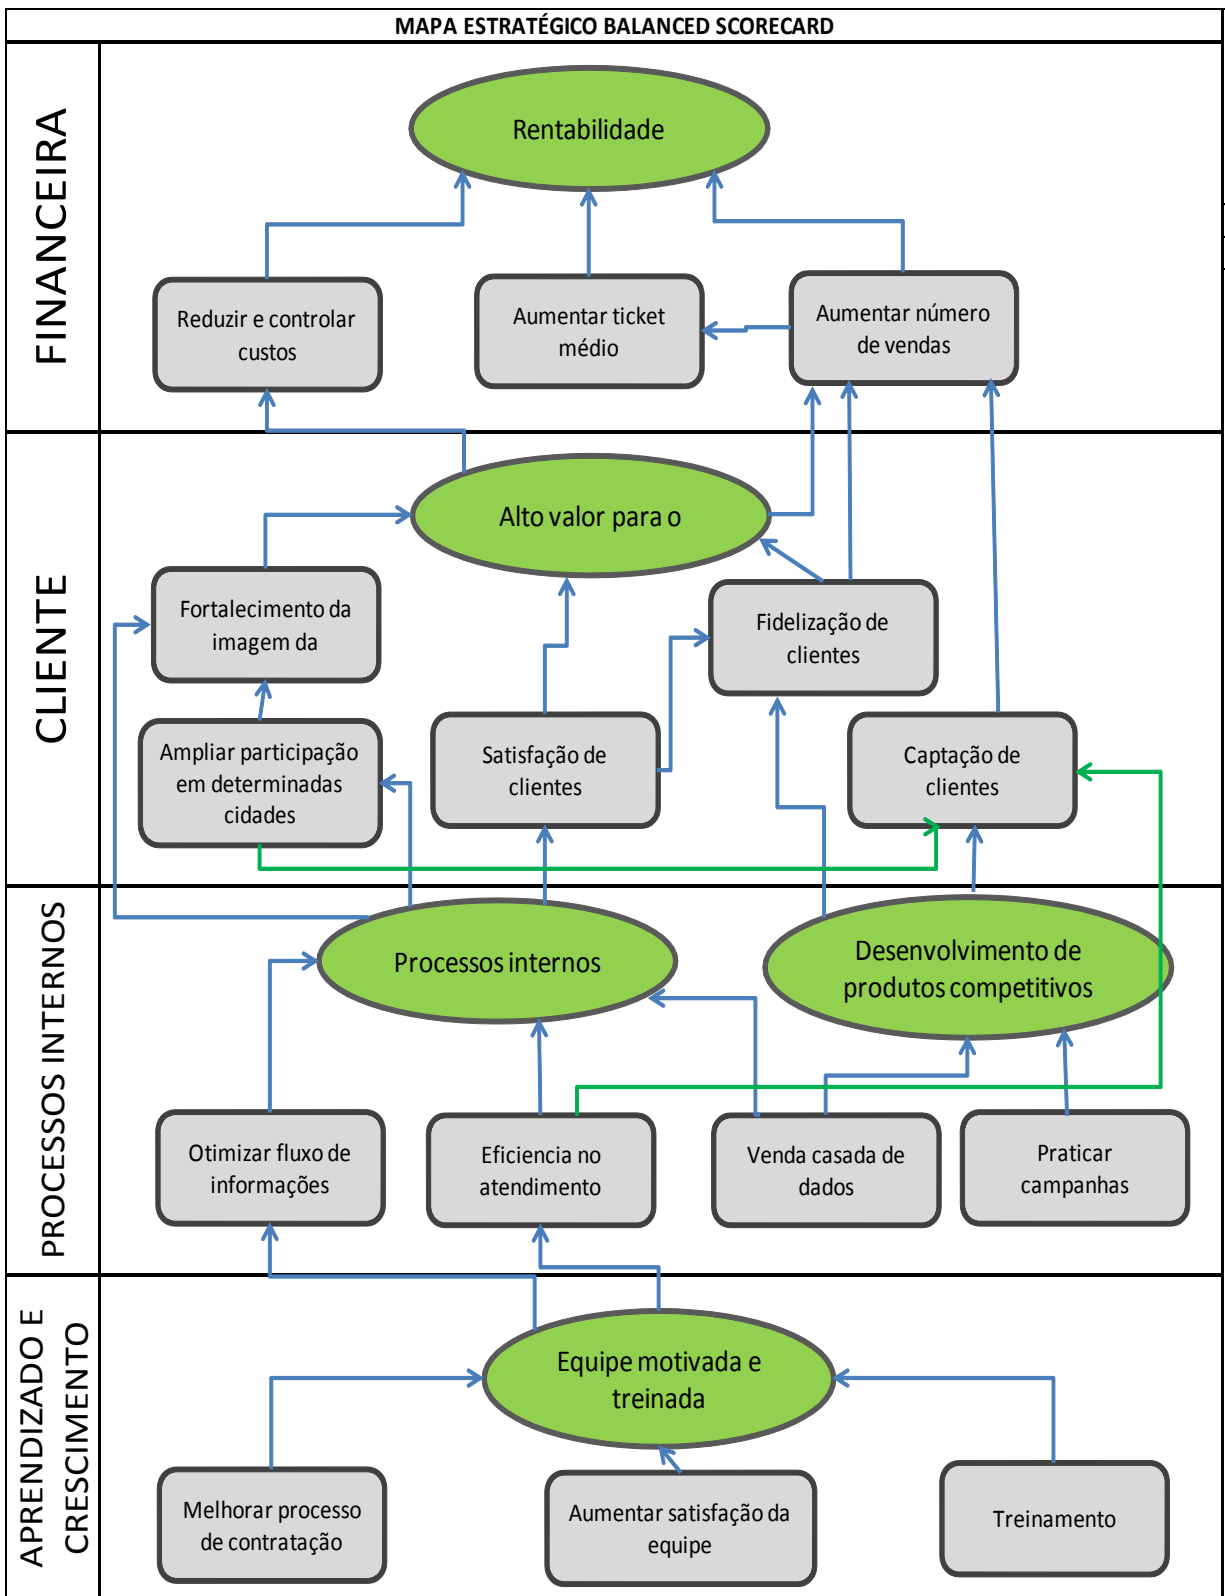 MAPA ESTRATÉGICO BALANCED SCORECARD
FINANCEIRA
Rentabilidade
Reduzir e controlar
custos
Aumentar ticket
médio
Aumentar número
de vendas
CLIENTE
Alto valor para o
Fortalecimento da
imagem da
Fidelização de
clientes
Ampliar participação
em determinadas
cidades
Satisfação de
clientes
Captação de
clientes
PROCESSOS INTERNOS
Processos internos
Desenvolvimento de
produtos competitivos
Otimizar fluxo de
informações
Eficiencia no
atendimento
Venda casada de
dados
Praticar
campanhas
APRENDIZADO E
CRESCIMENTO
Equipe motivada e
treinada
Melhorar processo
de contratação
Aumentar satisfação da
equipe
Treinamento